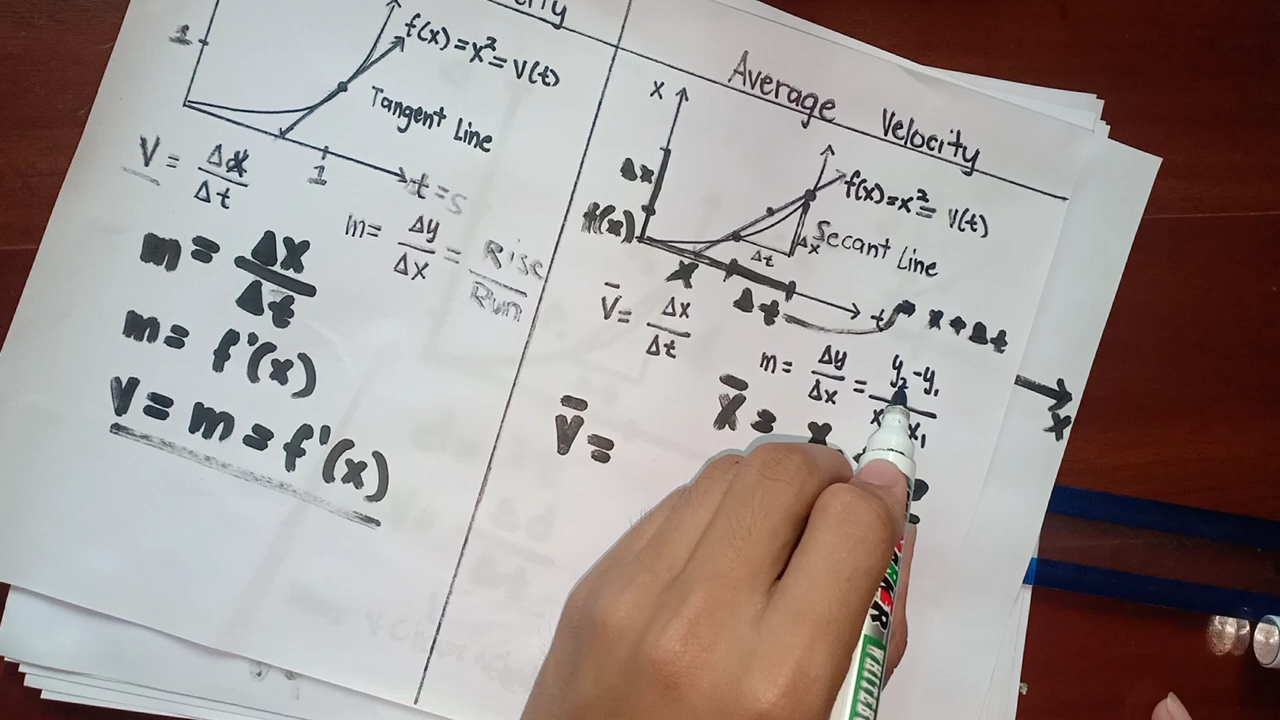 f(x)=x²=V(t)
Tangent Line
1
t=s
V = Δx/Δt
m= Δy/Δx = Rise/Run
m = Δx/Δt
m= f'(x)
V= m = f'(x)
Average Velocity
x
Δx
f(x)
f(x)=x²= V(t)
Secant Line
Δx
Δt
x
Δt
t
x + Δt
V̄= Δx/Δt
m = Δy/Δx = y₂-y₁
x₁
x̄ = x
V̄=
x